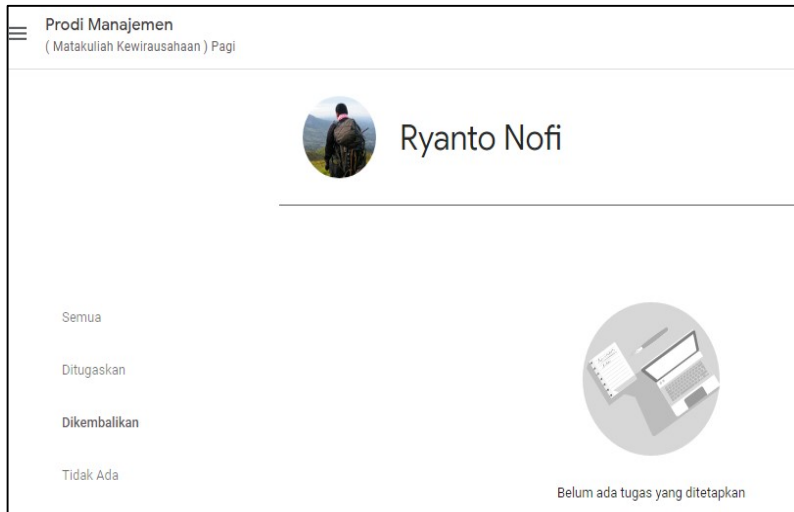 Prodi Manajemen
( Matakuliah Kewirausahaan ) Pagi
Ryanto Nofi
Semua
Ditugaskan
Dikembalikan
Tidak Ada
Belum ada tugas yang ditetapkan